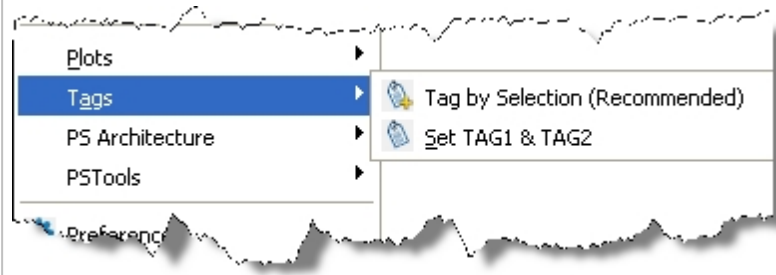 Plots
Tags
Tag by Selection (Recommended)
Set TAG1 & TAG2
PS Architecture
PSTools